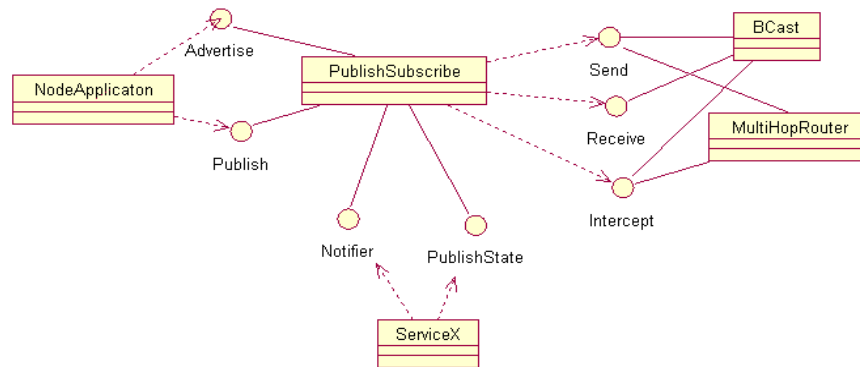 BCast
Advertise
Send
PublishSubscribe
NodeApplicaton
Receive
MultiHopRouter
Publish
Intercept
Notifier
PublishState
ServiceX